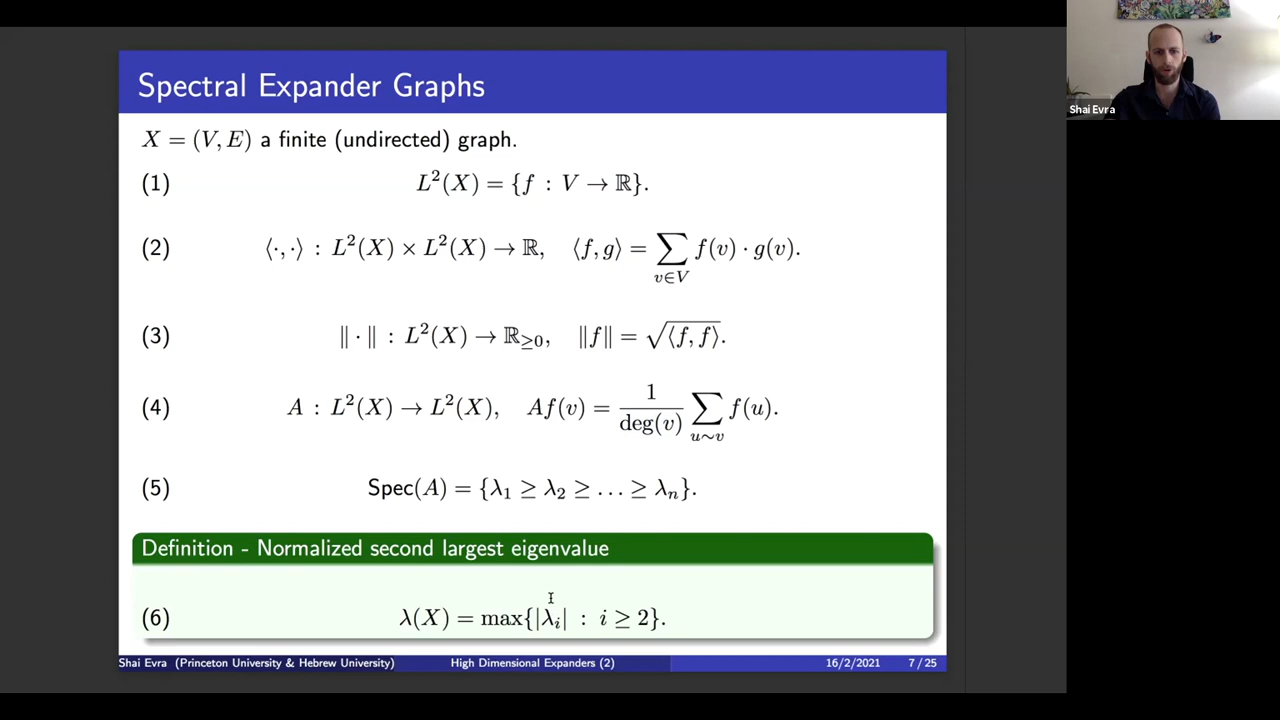 Spectral Expander Graphs
X = (V, E) a finite (undirected) graph.
(1) L²(X) = {f : V → ℝ}.
(2) ⟨·, ·⟩ : L²(X) × L²(X) → ℝ, ⟨f, g⟩ = ∑_{v∈V} f(v) · g(v).
(3) ‖ · ‖ : L²(X) → ℝ_{≥0}, ‖f‖ = √⟨f, f⟩.
(4) A : L²(X) → L²(X), Af(v) = 1/deg(v) ∑_{u∼v} f(u).
(5) Spec(A) = {λ₁ ≥ λ₂ ≥ … ≥ λₙ}.
Definition - Normalized second largest eigenvalue
(6) λ(X) = max{|λᵢ| : i ≥ 2}.
Shai Evra (Princeton University & Hebrew University) High Dimensional Expanders (2) 16/2/2021 7 / 25
Shai Evra